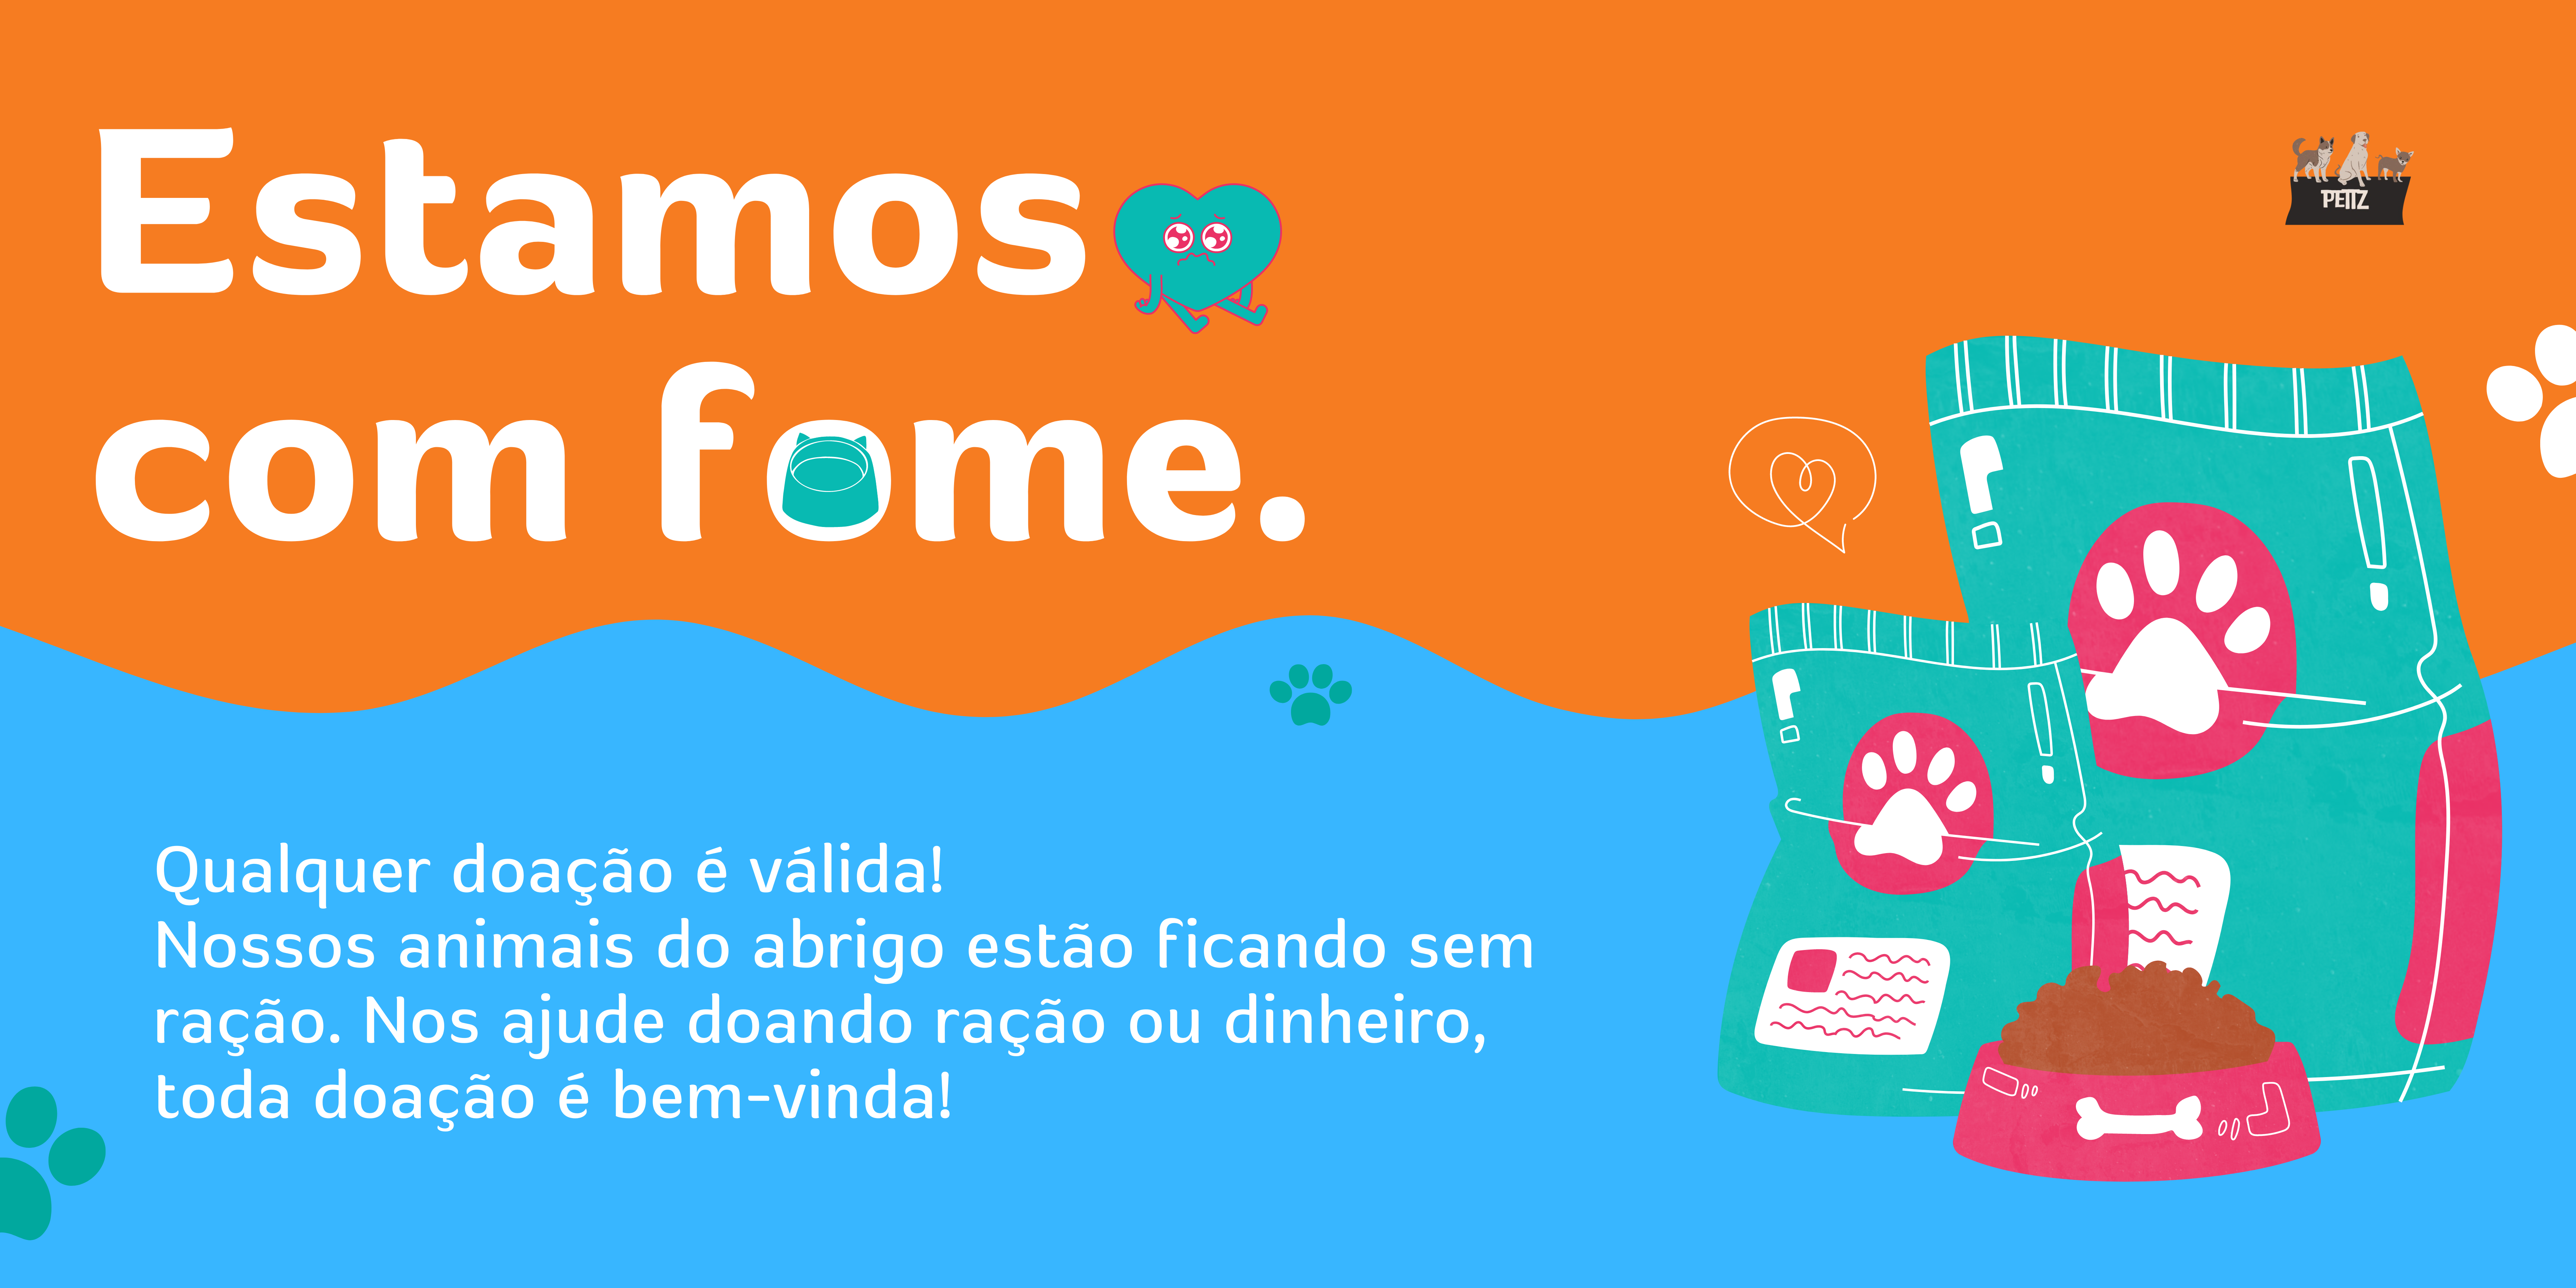 Estamos
com fome.
PETTZ
Qualquer doação é válida!
Nossos animais do abrigo estão ficando sem
ração. Nos ajude doando ração ou dinheiro,
toda doação é bem-vinda!